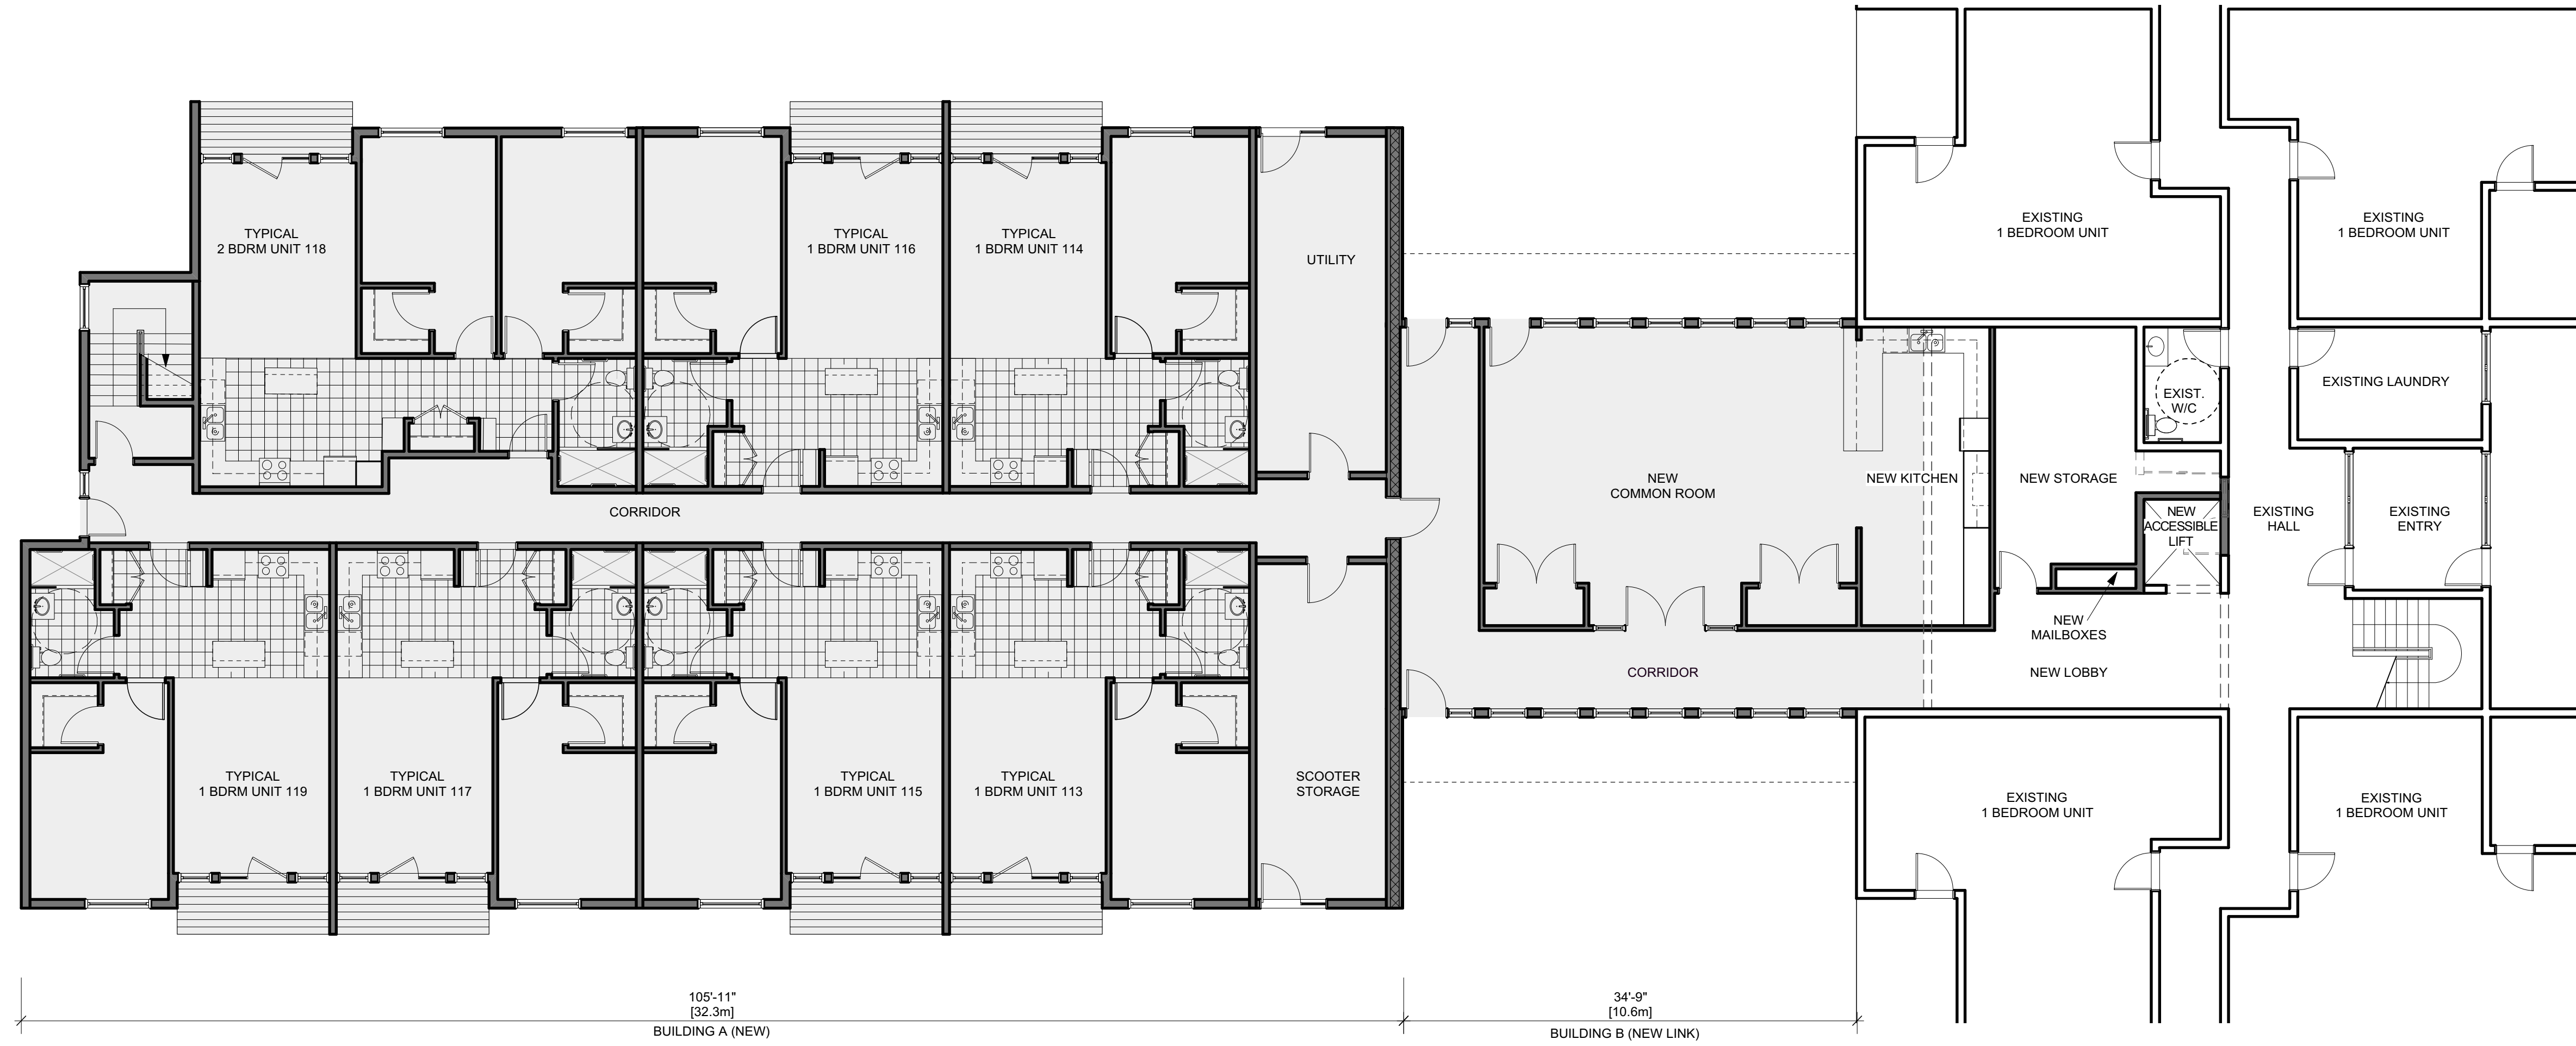 TYPICAL
2 BDRM UNIT 118
TYPICAL
1 BDRM UNIT 116
TYPICAL
1 BDRM UNIT 114
UTILITY
EXISTING
1 BEDROOM UNIT
EXISTING
1 BEDROOM UNIT
EXISTING LAUNDRY
EXIST.
W/C
CORRIDOR
NEW
COMMON ROOM
NEW KITCHEN
NEW STORAGE
NEW
ACCESSIBLE
LIFT
EXISTING
HALL
EXISTING
ENTRY
NEW
MAILBOXES
CORRIDOR
NEW LOBBY
TYPICAL
1 BDRM UNIT 119
TYPICAL
1 BDRM UNIT 117
TYPICAL
1 BDRM UNIT 115
TYPICAL
1 BDRM UNIT 113
SCOOTER
STORAGE
EXISTING
1 BEDROOM UNIT
EXISTING
1 BEDROOM UNIT
105'-11"
[32.3m]
BUILDING A (NEW)
34'-9"
[10.6m]
BUILDING B (NEW LINK)